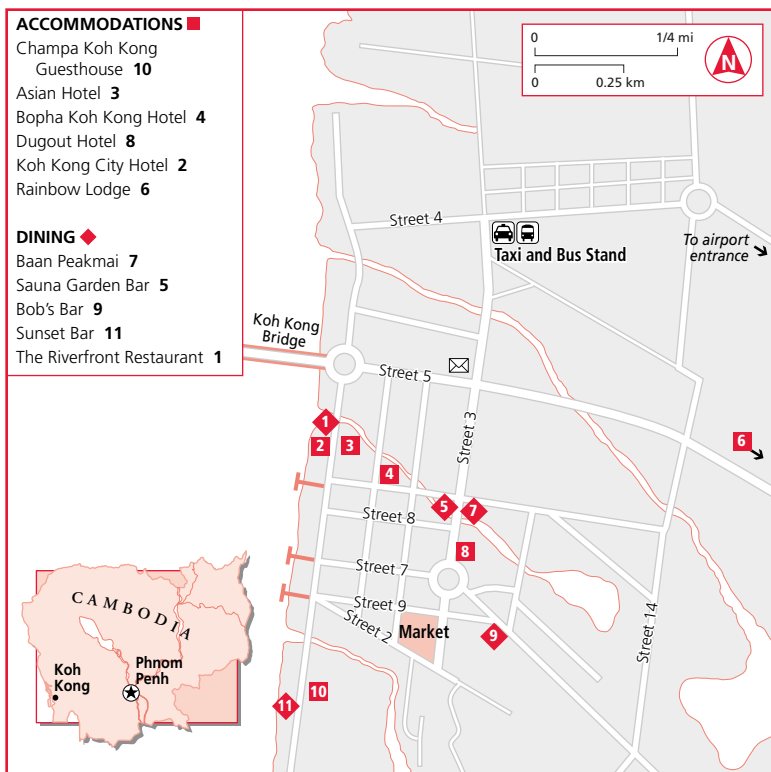 ACCOMMODATIONS
Champa Koh Kong
Guesthouse 10
Asian Hotel 3
Bopha Koh Kong Hotel 4
Dugout Hotel 8
Koh Kong City Hotel 2
Rainbow Lodge 6
DINING
Baan Peakmai 7
Sauna Garden Bar 5
Bob's Bar 9
Sunset Bar 11
The Riverfront Restaurant 1
0 1/4 mi
0 0.25 km
N
Street 4
Taxi and Bus Stand
To airport
entrance
Koh Kong
Bridge
Street 5
Street 3
1
2
3
4
6
5
7
Street 8
8
Street 7
Street 9
Street 2
Market
9
Street 14
10
11
CAMBODIA
Koh
Kong
Phnom
Penh